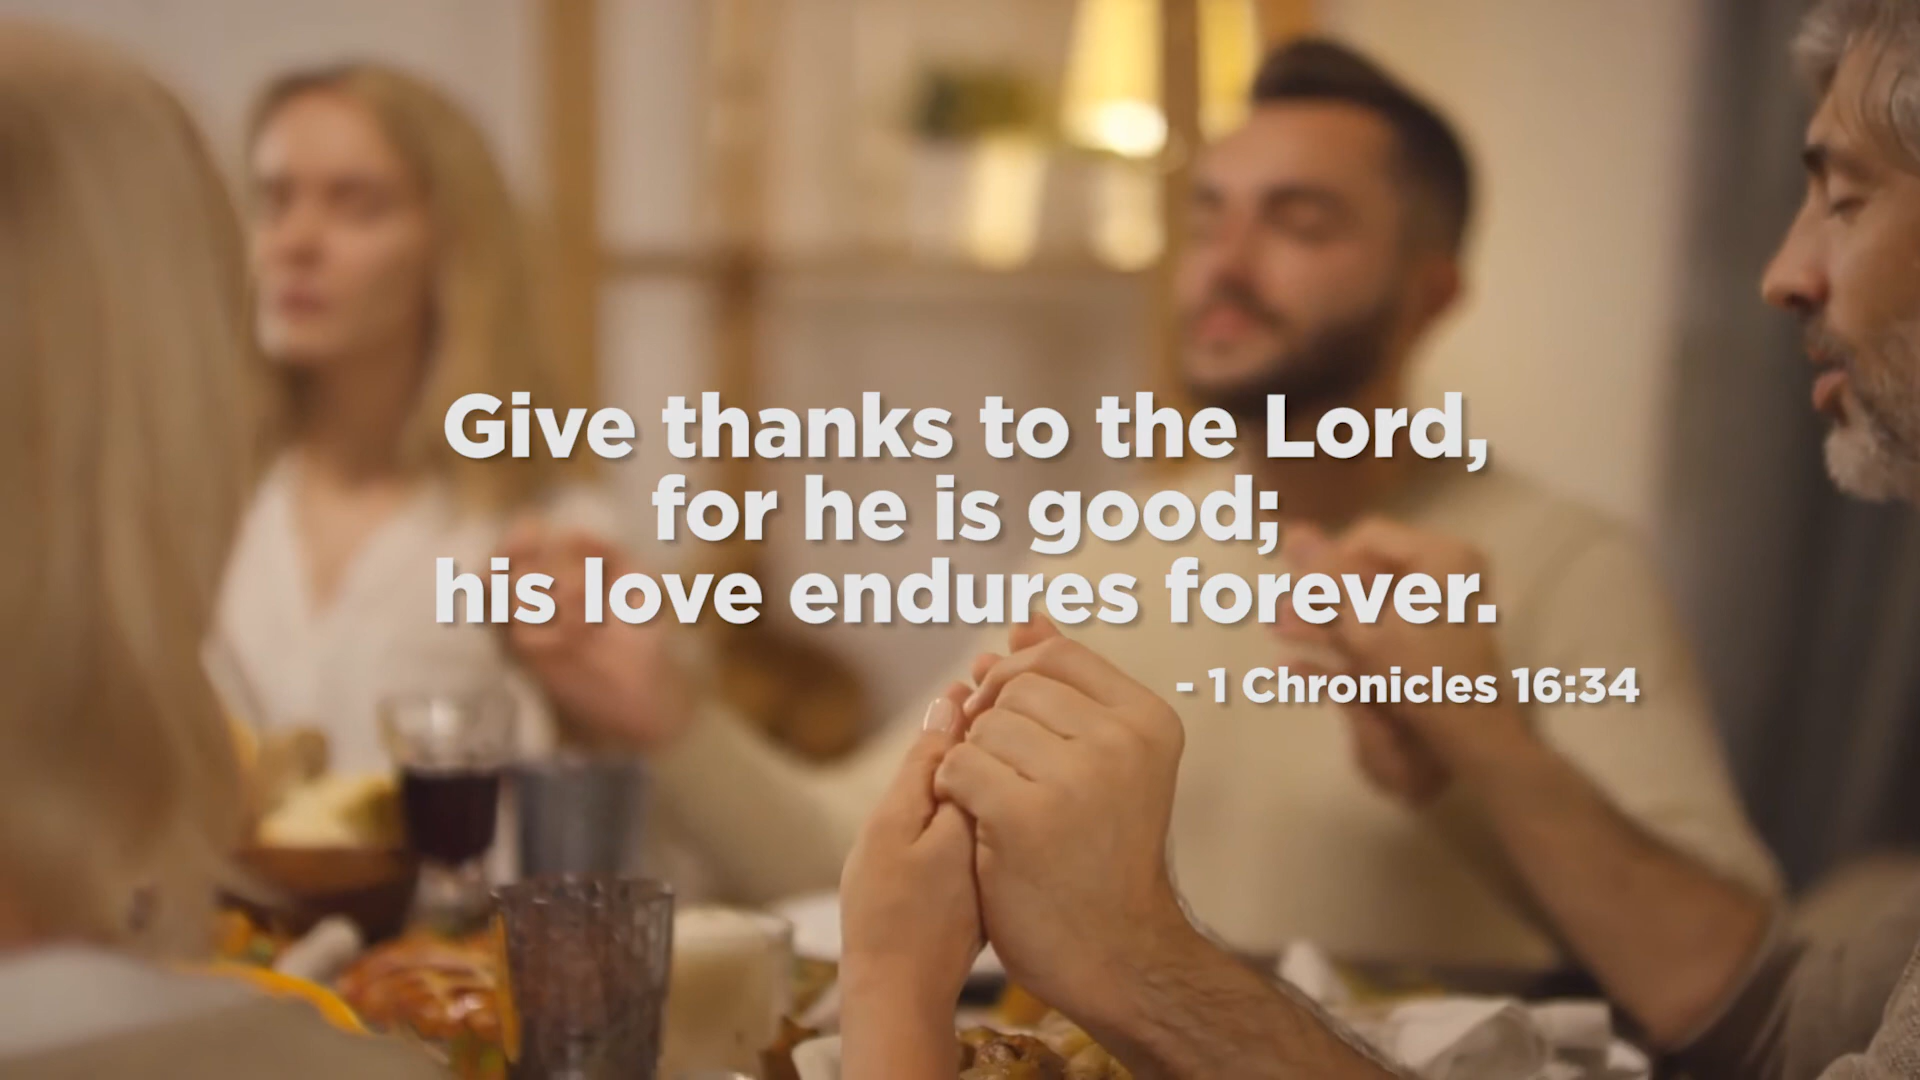 Give thanks to the Lord,
for he is good;
his love endures forever.
- 1 Chronicles 16:34